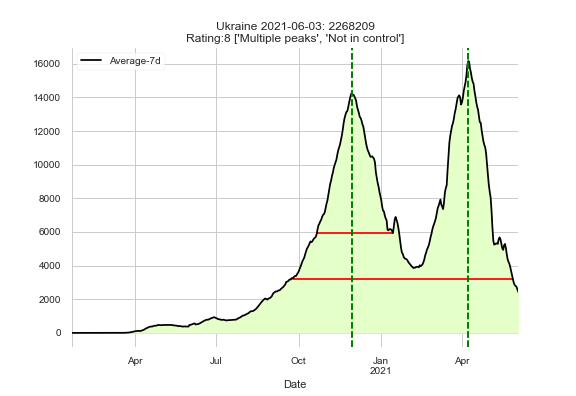 Ukraine 2021-06-03: 2268209
Rating:8 ['Multiple peaks', 'Not in control']
Average-7d
16000
14000
12000
10000
8000
6000
4000
2000
0
Apr
Jul
Oct
Jan
2021
Apr
Date